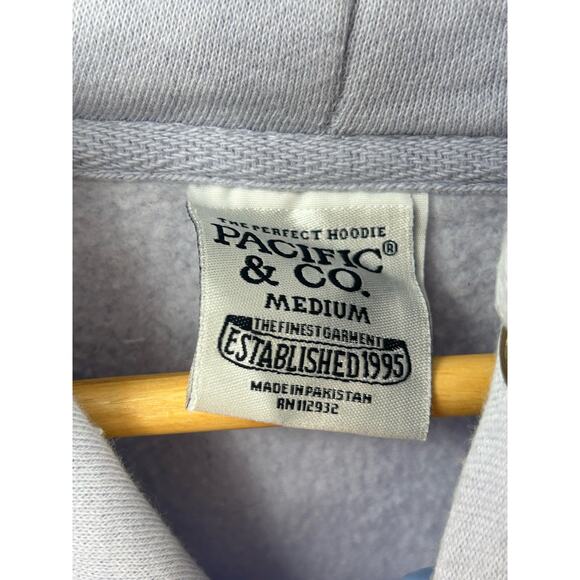 THE PERFECT HOODIE
PACIFIC®
& CO.
MEDIUM
THE FINEST GARMENT
ESTABLISHED 1995
MADE IN PAKISTAN
RN 112932